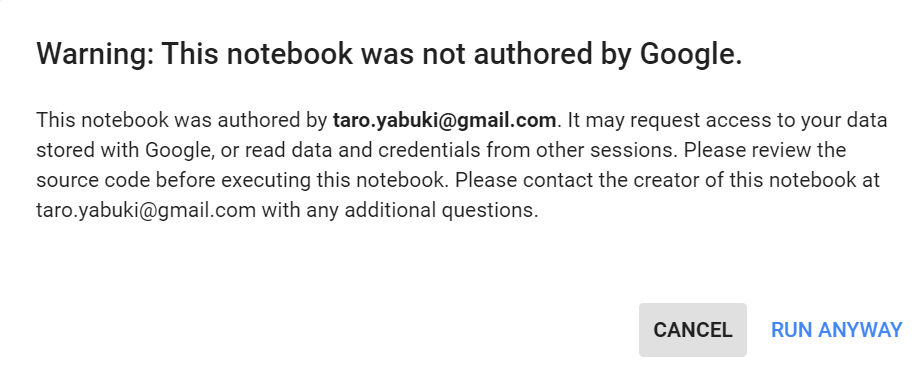 Warning: This notebook was not authored by Google.
This notebook was authored by taro.yabuki@gmail.com. It may request access to your data
stored with Google, or read data and credentials from other sessions. Please review the
source code before executing this notebook. Please contact the creator of this notebook at
taro.yabuki@gmail.com with any additional questions.
CANCEL RUN ANYWAY